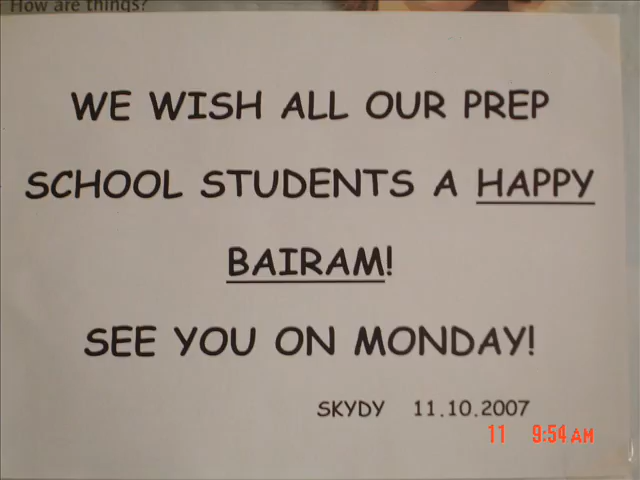 How are things?
WE WISH ALL OUR PREP
SCHOOL STUDENTS A HAPPY
BAIRAM!
SEE YOU ON MONDAY!
SKYDY 11.10.2007
11 9:54 AM